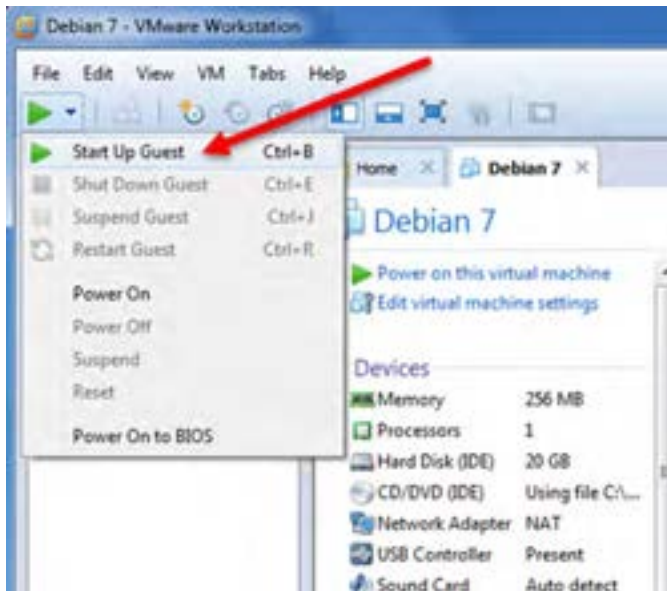 Debian 7 - VMware Workstation
File Edit View VM Tabs Help
Start Up Guest Ctrl+B
Shut Down Guest Ctrl+E
Suspend Guest Ctrl+J
Restart Guest Ctrl+R
Power On
Power Off
Suspend
Reset
Power On to BIOS
Home Debian 7
Debian 7
Power on this virtual machine
Edit virtual machine settings
Devices
Memory 256 MB
Processors 1
Hard Disk (IDE) 20 GB
CD/DVD (IDE) Using file C:\...
Network Adapter NAT
USB Controller Present
Sound Card Auto detect